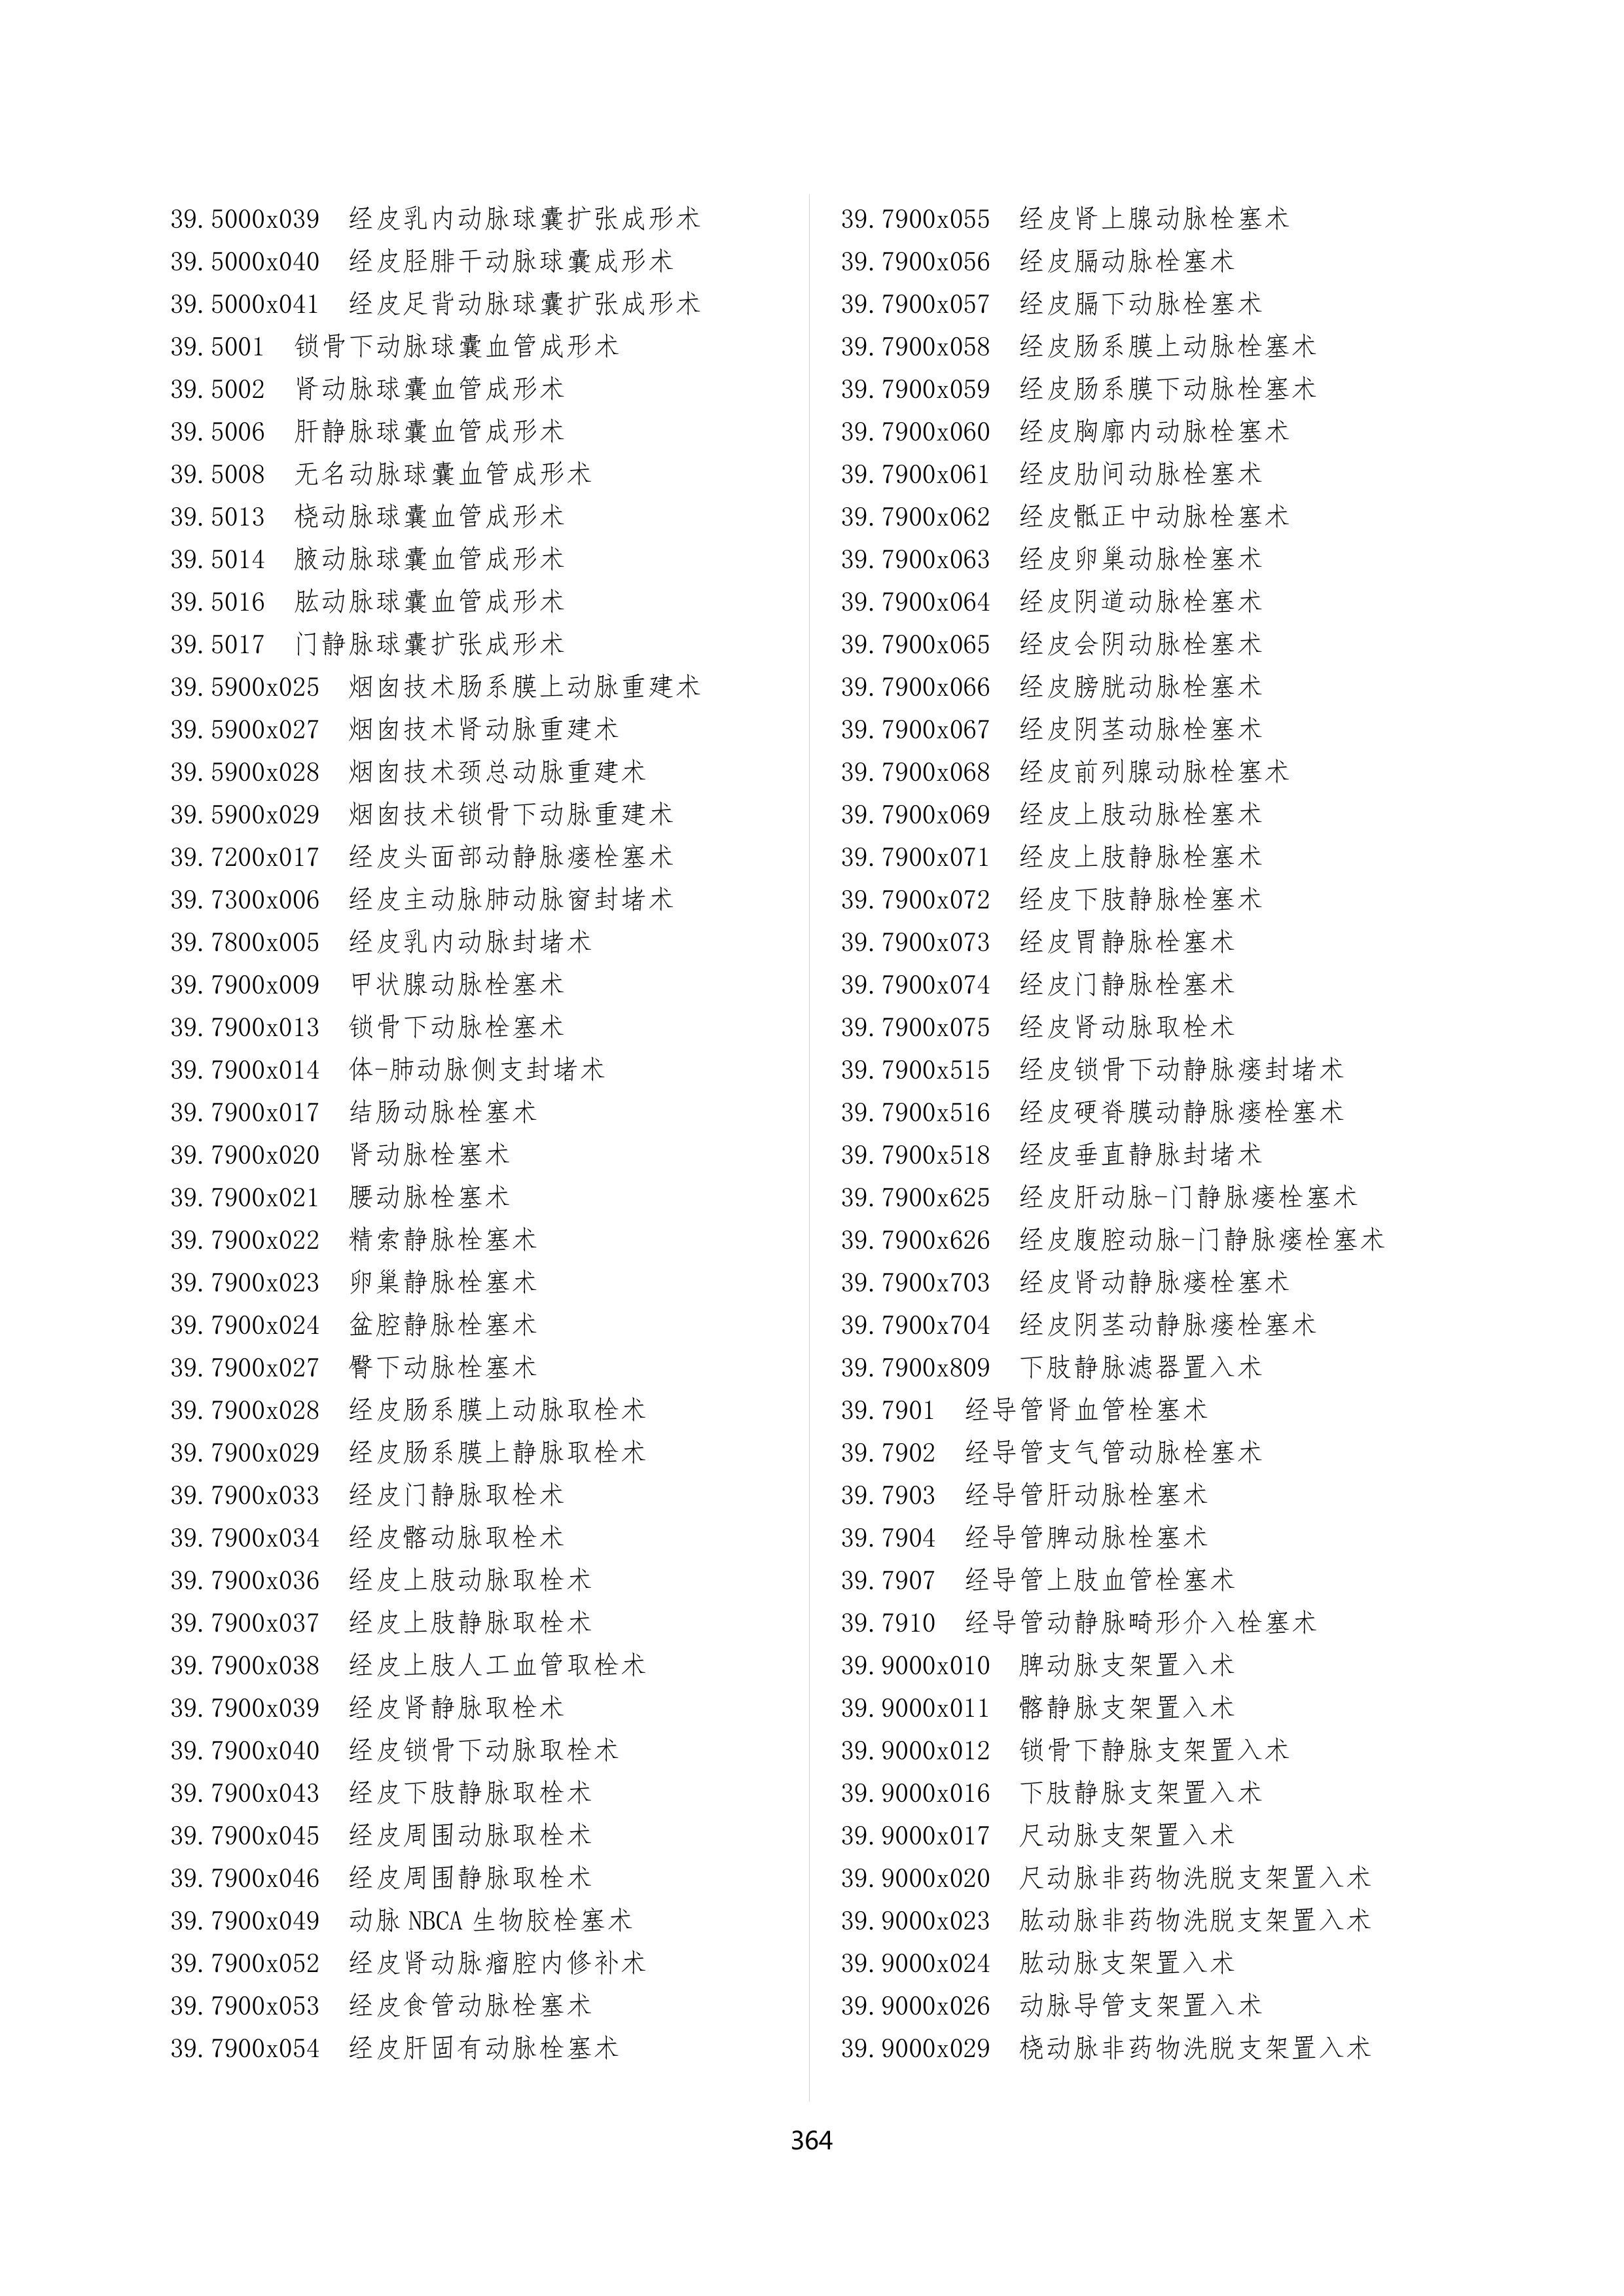 39.5000x039 经皮乳内动脉球囊扩张成形术
39.5000x040 经皮胫腓干动脉球囊成形术
39.5000x041 经皮足背动脉球囊扩张成形术
39.5001 锁骨下动脉球囊血管成形术
39.5002 肾动脉球囊血管成形术
39.5006 肝静脉球囊血管成形术
39.5008 无名动脉球囊血管成形术
39.5013 桡动脉球囊血管成形术
39.5014 腋动脉球囊血管成形术
39.5016 肱动脉球囊血管成形术
39.5017 门静脉球囊扩张成形术
39.5900x025 烟囱技术肠系膜上动脉重建术
39.5900x027 烟囱技术肾动脉重建术
39.5900x028 烟囱技术颈总动脉重建术
39.5900x029 烟囱技术锁骨下动脉重建术
39.7200x017 经皮头面部动静脉瘘栓塞术
39.7300x006 经皮主动脉肺动脉窗封堵术
39.7800x005 经皮乳内动脉封堵术
39.7900x009 甲状腺动脉栓塞术
39.7900x013 锁骨下动脉栓塞术
39.7900x014 体-肺动脉侧支封堵术
39.7900x017 结肠动脉栓塞术
39.7900x020 肾动脉栓塞术
39.7900x021 腰动脉栓塞术
39.7900x022 精索静脉栓塞术
39.7900x023 卵巢静脉栓塞术
39.7900x024 盆腔静脉栓塞术
39.7900x027 臀下动脉栓塞术
39.7900x028 经皮肠系膜上动脉取栓术
39.7900x029 经皮肠系膜上静脉取栓术
39.7900x033 经皮门静脉取栓术
39.7900x034 经皮髂动脉取栓术
39.7900x036 经皮上肢动脉取栓术
39.7900x037 经皮上肢静脉取栓术
39.7900x038 经皮上肢人工血管取栓术
39.7900x039 经皮肾静脉取栓术
39.7900x040 经皮锁骨下动脉取栓术
39.7900x043 经皮下肢静脉取栓术
39.7900x045 经皮周围动脉取栓术
39.7900x046 经皮周围静脉取栓术
39.7900x049 动脉 NBCA 生物胶栓塞术
39.7900x052 经皮肾动脉瘤腔内修补术
39.7900x053 经皮食管动脉栓塞术
39.7900x054 经皮肝固有动脉栓塞术
39.7900x055 经皮肾上腺动脉栓塞术
39.7900x056 经皮膈动脉栓塞术
39.7900x057 经皮膈下动脉栓塞术
39.7900x058 经皮肠系膜上动脉栓塞术
39.7900x059 经皮肠系膜下动脉栓塞术
39.7900x060 经皮胸廓内动脉栓塞术
39.7900x061 经皮肋间动脉栓塞术
39.7900x062 经皮骶正中动脉栓塞术
39.7900x063 经皮卵巢动脉栓塞术
39.7900x064 经皮阴道动脉栓塞术
39.7900x065 经皮会阴动脉栓塞术
39.7900x066 经皮膀胱动脉栓塞术
39.7900x067 经皮阴茎动脉栓塞术
39.7900x068 经皮前列腺动脉栓塞术
39.7900x069 经皮上肢动脉栓塞术
39.7900x071 经皮上肢静脉栓塞术
39.7900x072 经皮下肢静脉栓塞术
39.7900x073 经皮胃静脉栓塞术
39.7900x074 经皮门静脉栓塞术
39.7900x075 经皮肾动脉取栓术
39.7900x515 经皮锁骨下动静脉瘘封堵术
39.7900x516 经皮硬脊膜动静脉瘘栓塞术
39.7900x518 经皮垂直静脉封堵术
39.7900x625 经皮肝动脉-门静脉瘘栓塞术
39.7900x626 经皮腹腔动脉-门静脉瘘栓塞术
39.7900x703 经皮肾动静脉瘘栓塞术
39.7900x704 经皮阴茎动静脉瘘栓塞术
39.7900x809 下肢静脉滤器置入术
39.7901 经导管肾血管栓塞术
39.7902 经导管支气管动脉栓塞术
39.7903 经导管肝动脉栓塞术
39.7904 经导管脾动脉栓塞术
39.7907 经导管上肢血管栓塞术
39.7910 经导管动静脉畸形介入栓塞术
39.9000x010 脾动脉支架置入术
39.9000x011 髂静脉支架置入术
39.9000x012 锁骨下静脉支架置入术
39.9000x016 下肢静脉支架置入术
39.9000x017 尺动脉支架置入术
39.9000x020 尺动脉非药物洗脱支架置入术
39.9000x023 肱动脉非药物洗脱支架置入术
39.9000x024 肱动脉支架置入术
39.9000x026 动脉导管支架置入术
39.9000x029 桡动脉非药物洗脱支架置入术
364